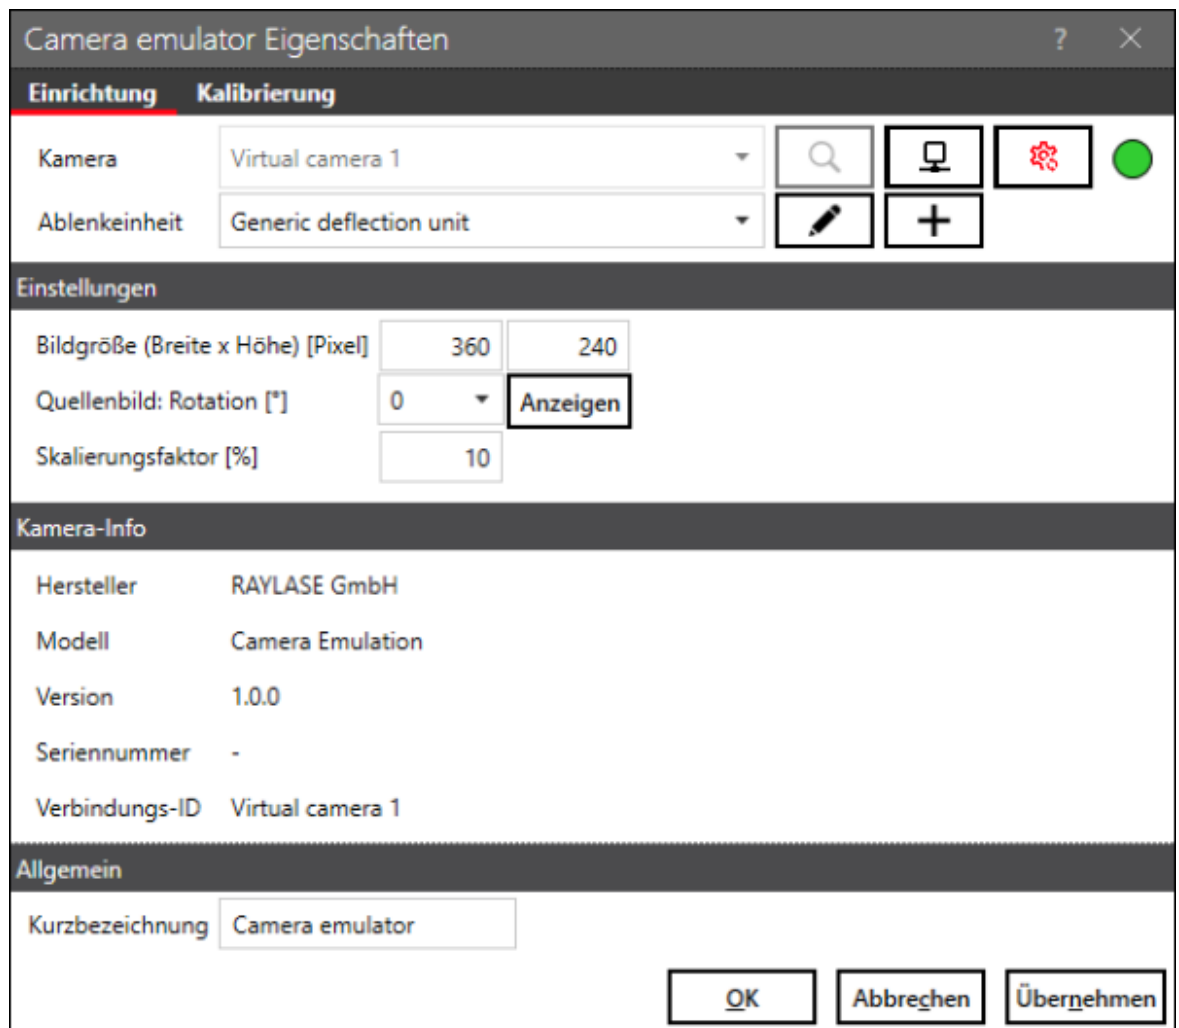 Camera emulator Eigenschaften ?
Einrichtung Kalibrierung
Kamera Virtual camera 1
Ablenkeinheit Generic deflection unit
Einstellungen
Bildgröße (Breite x Höhe) [Pixel] 360 240
Quellenbild: Rotation [°] 0 Anzeigen
Skalierungsfaktor [%] 10
Kamera-Info
Hersteller RAYLASE GmbH
Modell Camera Emulation
Version 1.0.0
Seriennummer -
Verbindungs-ID Virtual camera 1
Allgemein
Kurzbezeichnung Camera emulator
OK Abbrechen Übernehmen